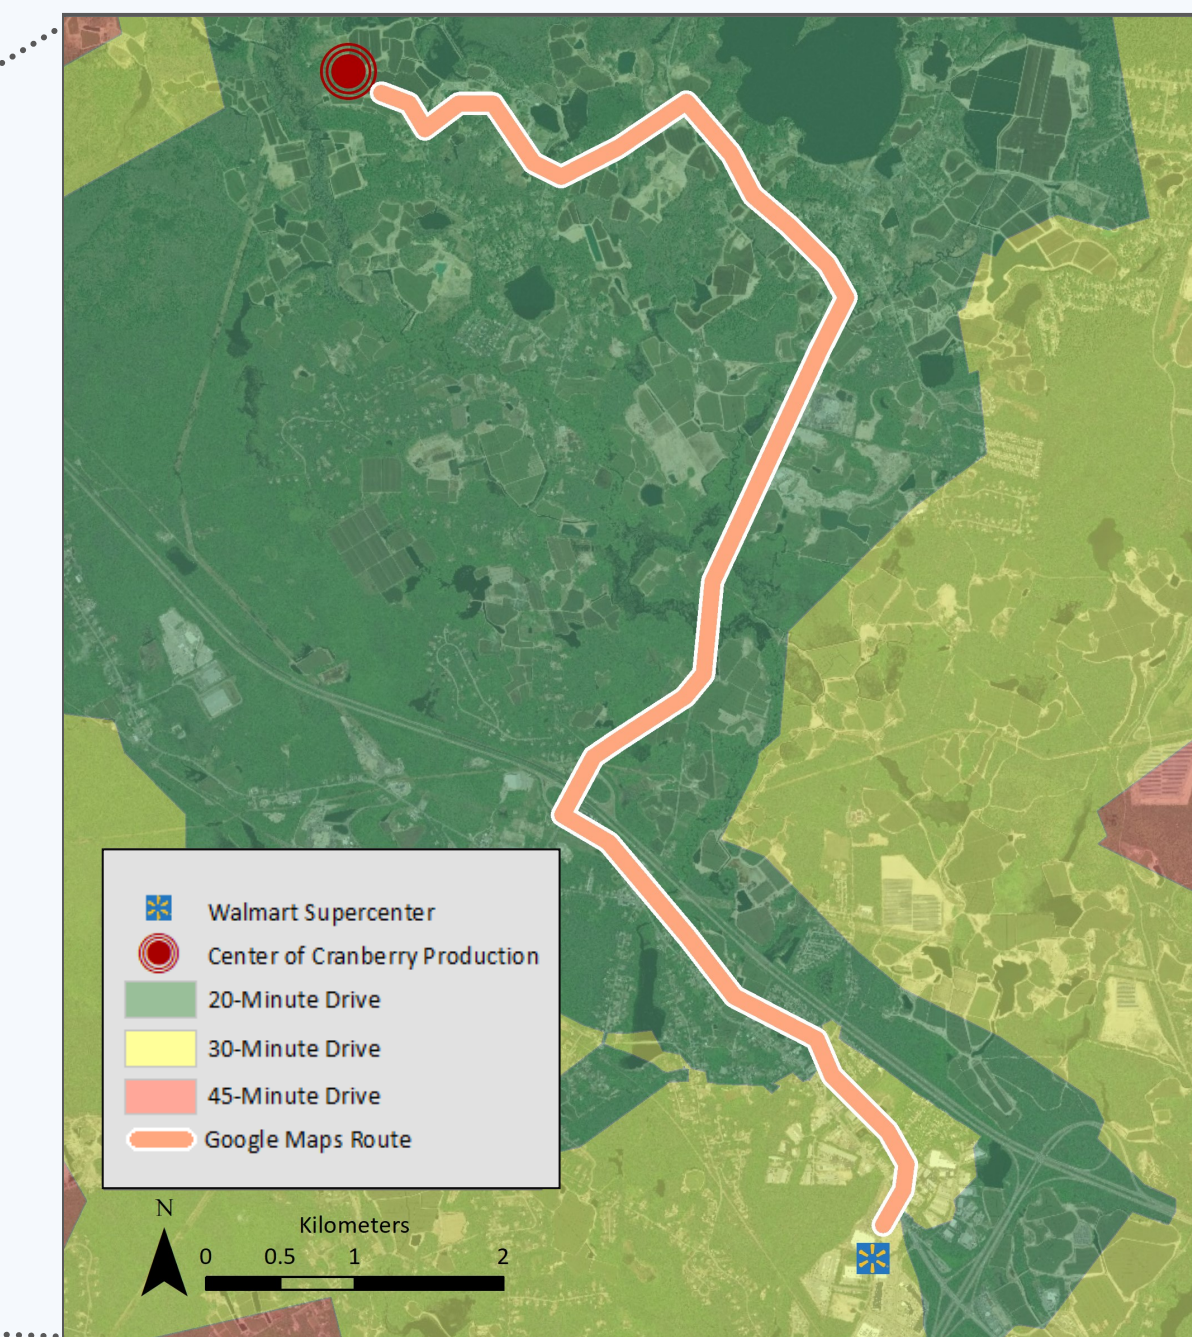 Walmart Supercenter
Center of Cranberry Production
20-Minute Drive
30-Minute Drive
45-Minute Drive
Google Maps Route
N
Kilometers
0 0.5 1 2